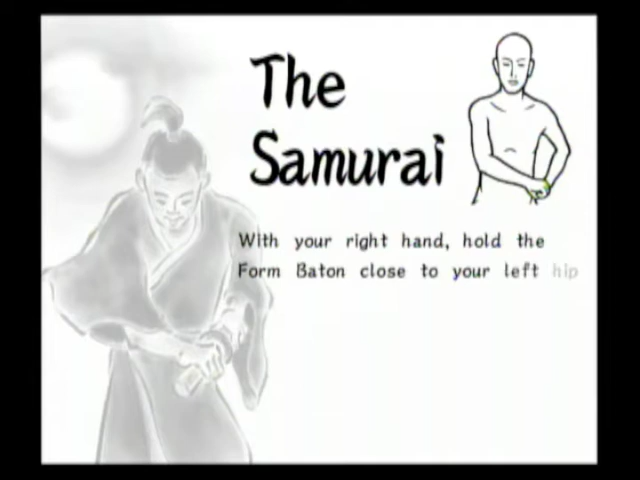 The
Samurai
With your right hand, hold the
Form Baton close to your left hip